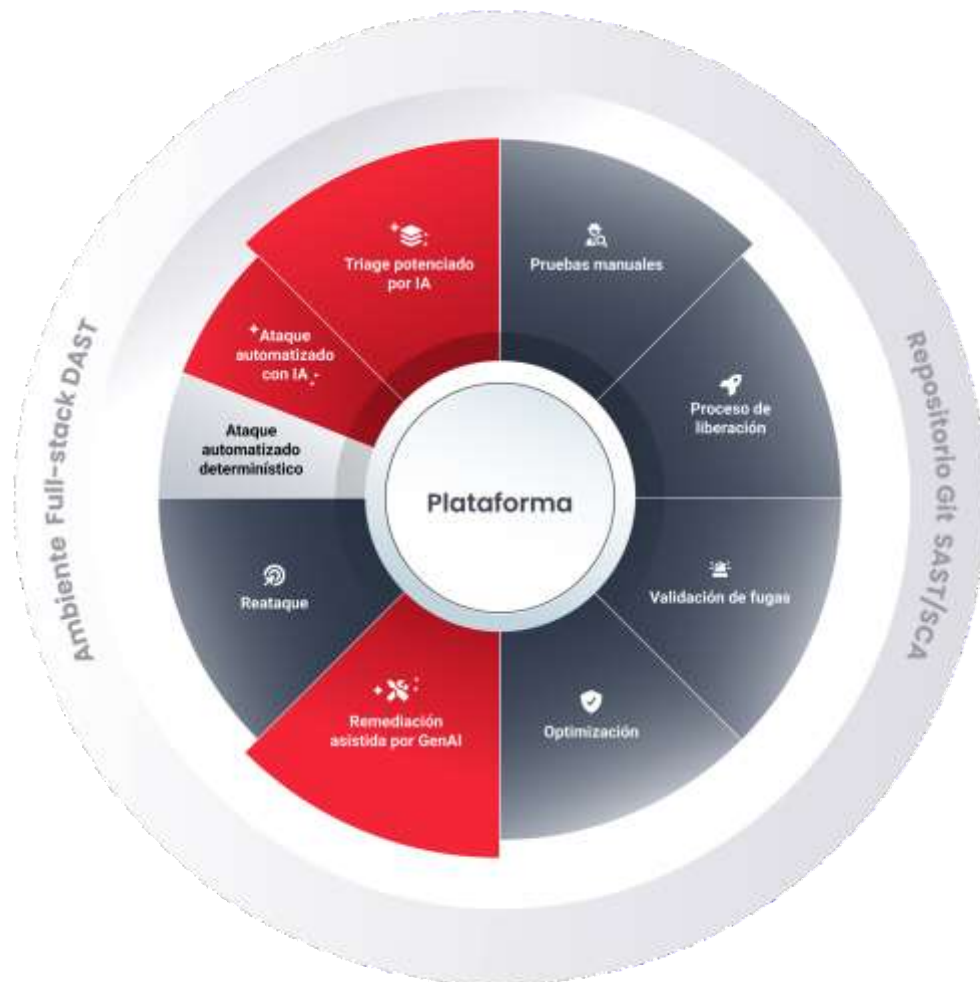 Triage potenciado
por IA
Pruebas manuales
Ataque
automatizado
con IA
Proceso de
liberación
Ataque
automatizado
determinístico
Plataforma
Reataque
Validación de fugas
Remediación
asistida por GenAI
Optimización
Ambiente Full-stack DAST
Repositorio Git SAST/SCA